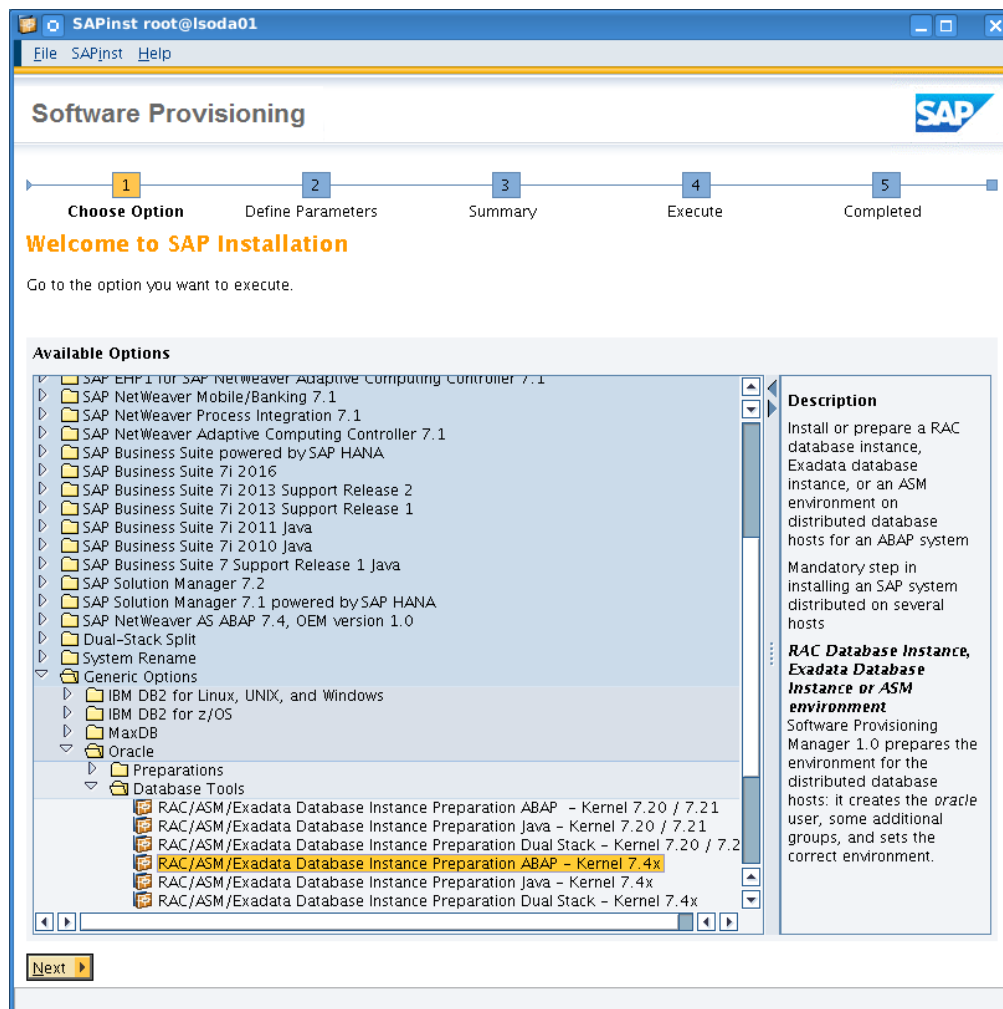 SAPinst root@lsoda01
File SAPinst Help
Software Provisioning
SAP
1 2 3 4 5
Choose Option Define Parameters Summary Execute Completed
Welcome to SAP Installation
Go to the option you want to execute.
Available Options
SAP EHP1 for SAP NetWeaver Adaptive Computing Controller 7.1
SAP NetWeaver Mobile/Banking 7.1
SAP NetWeaver Process Integration 7.1
SAP NetWeaver Adaptive Computing Controller 7.1
SAP Business Suite powered by SAP HANA
SAP Business Suite 7i 2016
SAP Business Suite 7i 2013 Support Release 2
SAP Business Suite 7i 2013 Support Release 1
SAP Business Suite 7i 2011 Java
SAP Business Suite 7i 2010 Java
SAP Business Suite 7 Support Release 1 Java
SAP Solution Manager 7.2
SAP Solution Manager 7.1 powered by SAP HANA
SAP NetWeaver AS ABAP 7.4, OEM version 1.0
Dual-Stack Split
System Rename
Generic Options
IBM DB2 for Linux, UNIX, and Windows
IBM DB2 for z/OS
MaxDB
Oracle
Preparations
Database Tools
RAC/ASM/Exadata Database Instance Preparation ABAP - Kernel 7.20 / 7.21
RAC/ASM/Exadata Database Instance Preparation Java - Kernel 7.20 / 7.21
RAC/ASM/Exadata Database Instance Preparation Dual Stack - Kernel 7.20 / 7.2
RAC/ASM/Exadata Database Instance Preparation ABAP - Kernel 7.4x
RAC/ASM/Exadata Database Instance Preparation Java - Kernel 7.4x
RAC/ASM/Exadata Database Instance Preparation Dual Stack - Kernel 7.4x
Description
Install or prepare a RAC
database instance,
Exadata database
instance, or an ASM
environment on
distributed database
hosts for an ABAP system
Mandatory step in
installing an SAP system
distributed on several
hosts
RAC Database Instance,
Exadata Database
Instance or ASM
environment
Software Provisioning
Manager 1.0 prepares the
environment for the
distributed database
hosts: it creates the oracle
user, some additional
groups, and sets the
correct environment.
Next